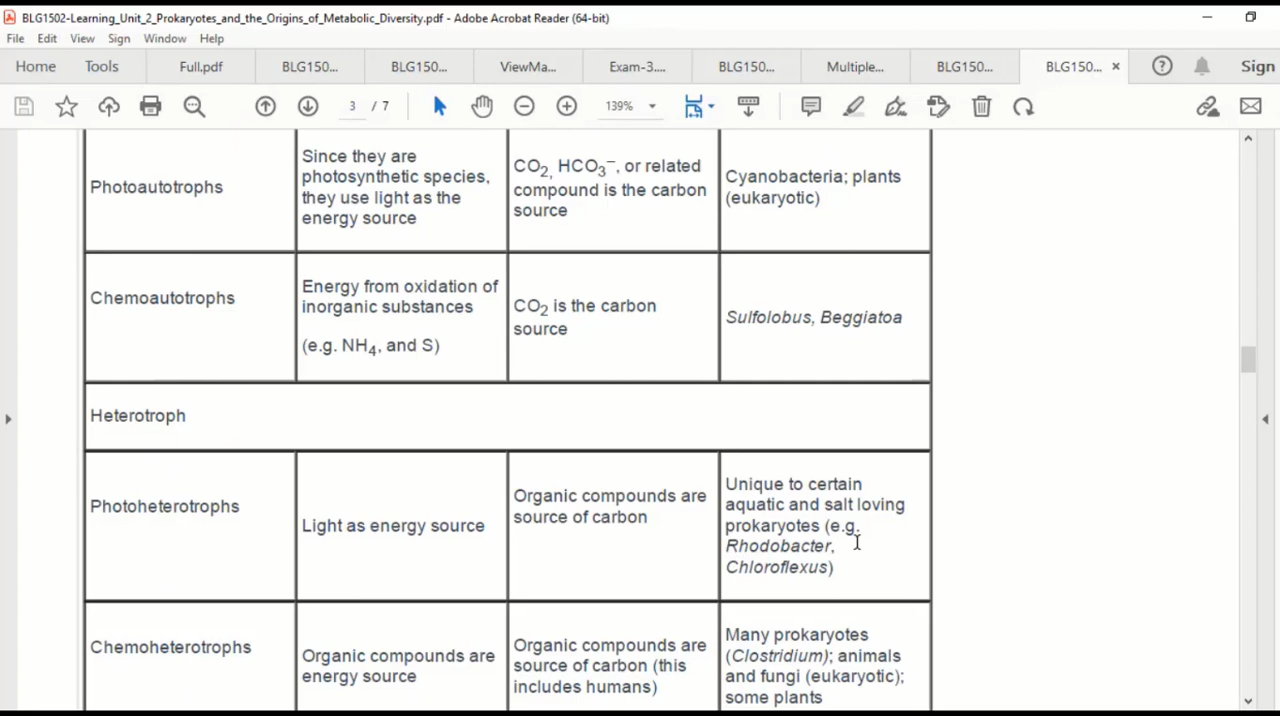 BLG1502-Learning_Unit_2_Prokaryotes_and_the_Origins_of_Metabolic_Diversity.pdf - Adobe Acrobat Reader (64-bit)
File Edit View Sign Window Help
Home Tools Full.pdf BLG150... BLG150... ViewMa... Exam-3.... BLG150... Multiple... BLG150... BLG150... × ? Sign
3 / 7 139%
Photoautotrophs
Since they are
photosynthetic species,
they use light as the
energy source
CO2, HCO3−, or related
compound is the carbon
source
Cyanobacteria; plants
(eukaryotic)
Chemoautotrophs
Energy from oxidation of
inorganic substances
(e.g. NH4, and S)
CO2 is the carbon
source
Sulfolobus, Beggiatoa
Heterotroph
Photoheterotrophs
Light as energy source
Organic compounds are
source of carbon
Unique to certain
aquatic and salt loving
prokaryotes (e.g.
Rhodobacter,
Chloroflexus)
Chemoheterotrophs
Organic compounds are
energy source
Organic compounds are
source of carbon (this
includes humans)
Many prokaryotes
(Clostridium); animals
and fungi (eukaryotic);
some plants